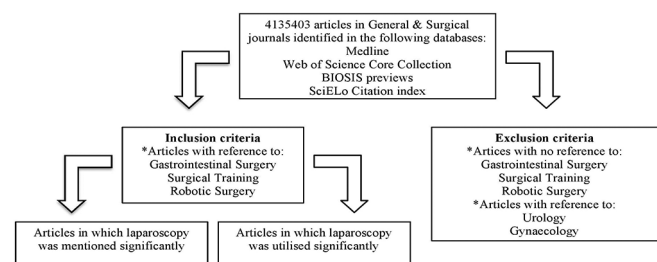 4135403 articles in General & Surgical
journals identified in the following databases:
Medline
Web of Science Core Collection
BIOSIS previews
SciELo Citation index
Inclusion criteria
*Articles with reference to:
Gastrointestinal Surgery
Surgical Training
Robotic Surgery
Exclusion criteria
*Artices with no reference to:
Gastrointestinal Surgery
Surgical Training
Robotic Surgery
*Articles with reference to:
Urology
Gynaecology
Articles in which laparoscopy
was mentioned significantly
Articles in which laparoscopy
was utilised significantly